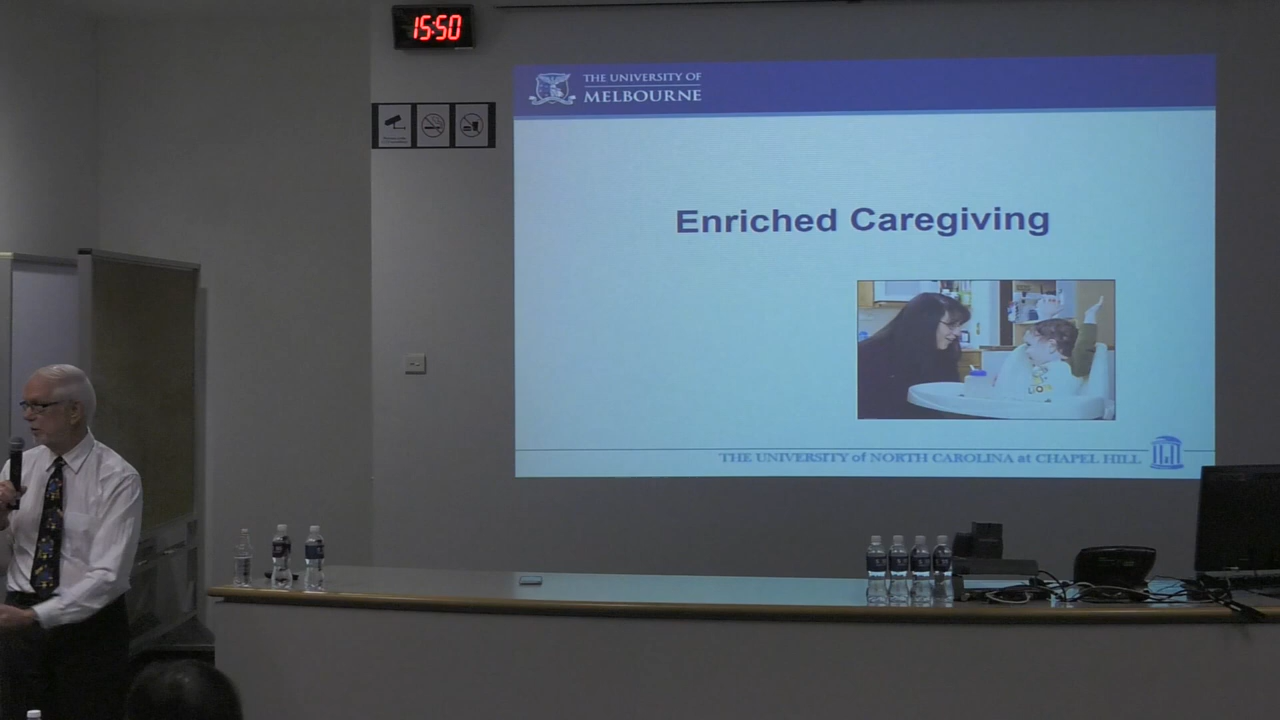 15:50
THE UNIVERSITY OF
MELBOURNE
Enriched Caregiving
THE UNIVERSITY of NORTH CAROLINA at CHAPEL HILL